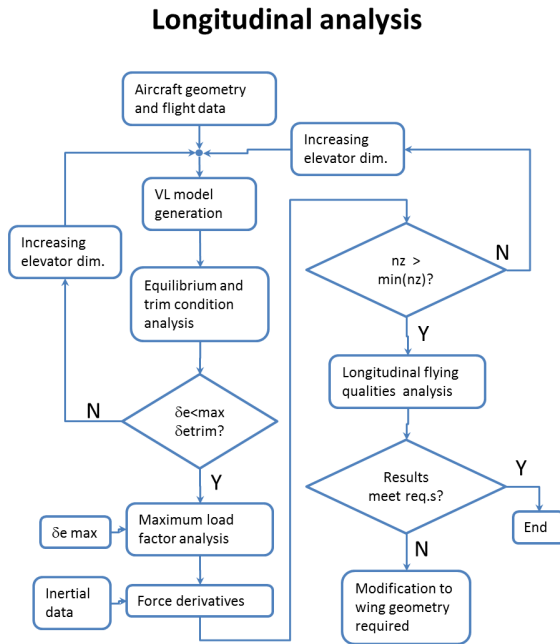 Longitudinal analysis
Aircraft geometry
and flight data
Increasing
elevator dim.
VL model
generation
Increasing
elevator dim.
Equilibrium and
trim condition
analysis
N
δe<max
δetrim?
Y
δe max
Maximum load
factor analysis
Inertial
data
Force derivatives
nz >
min(nz)?
N
Y
Longitudinal flying
qualities analysis
Results
meet req.s?
Y
End
N
Modification to
wing geometry
required